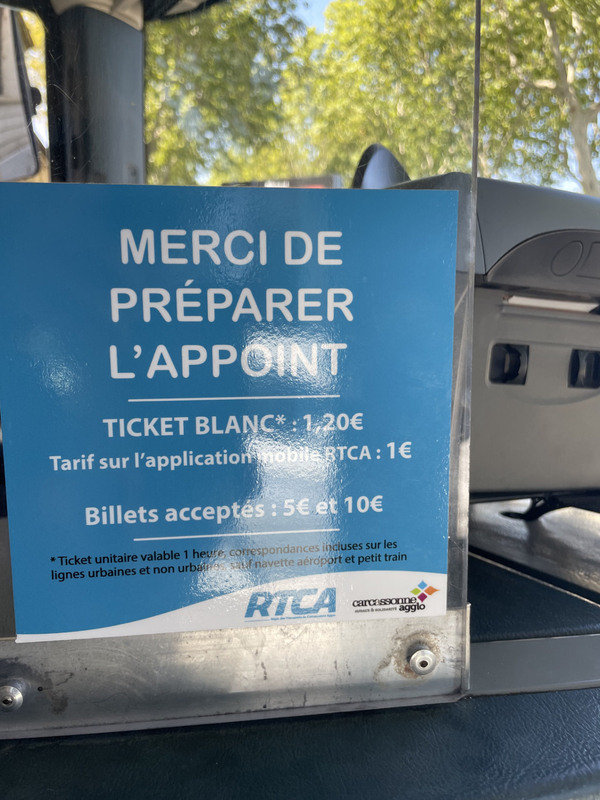 MERCI DE
PRÉPARER
L'APPOINT
TICKET BLANC* : 1,20€
Tarif sur l'application mobile RTCA : 1€
Billets acceptés : 5€ et 10€
* Ticket unitaire valable 1 heure, correspondances incluses sur les
lignes urbaines et non urbaines, sauf navette aéroport et petit train
RTCA
carcassonne
agglo